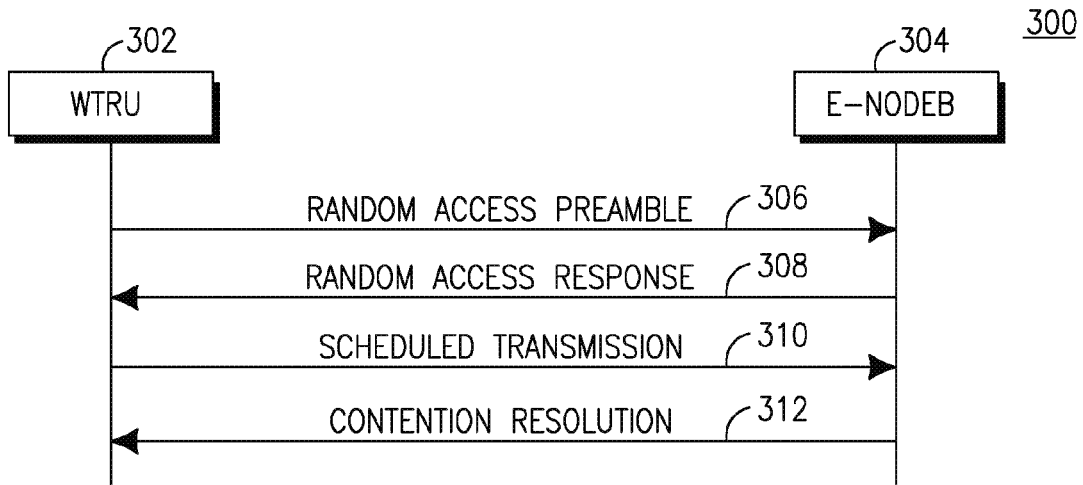 300
302
304
WTRU
E-NODEB
RANDOM ACCESS PREAMBLE
306
RANDOM ACCESS RESPONSE
308
SCHEDULED TRANSMISSION
310
CONTENTION RESOLUTION
312